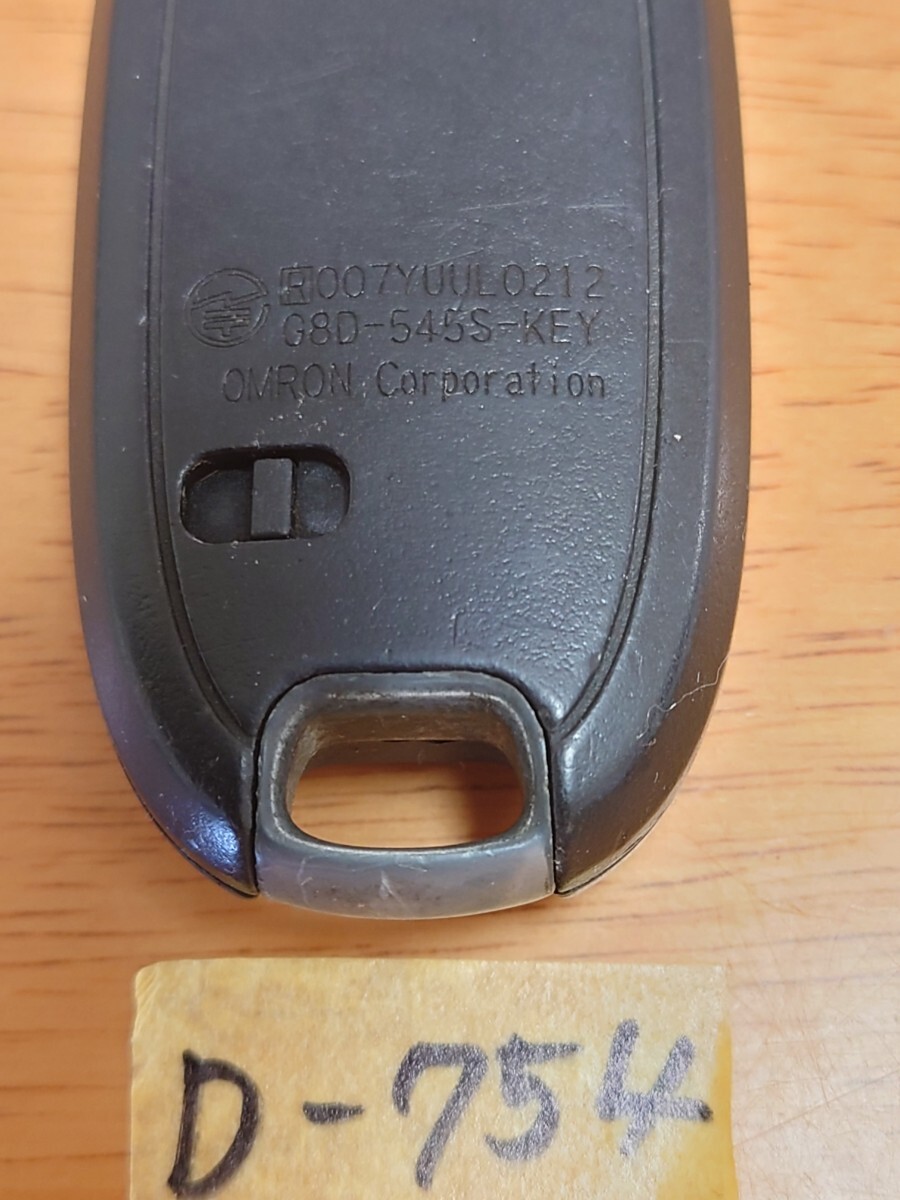 R007YUUL0212
G8D-545S-KEY
OMRON Corporation
D-754